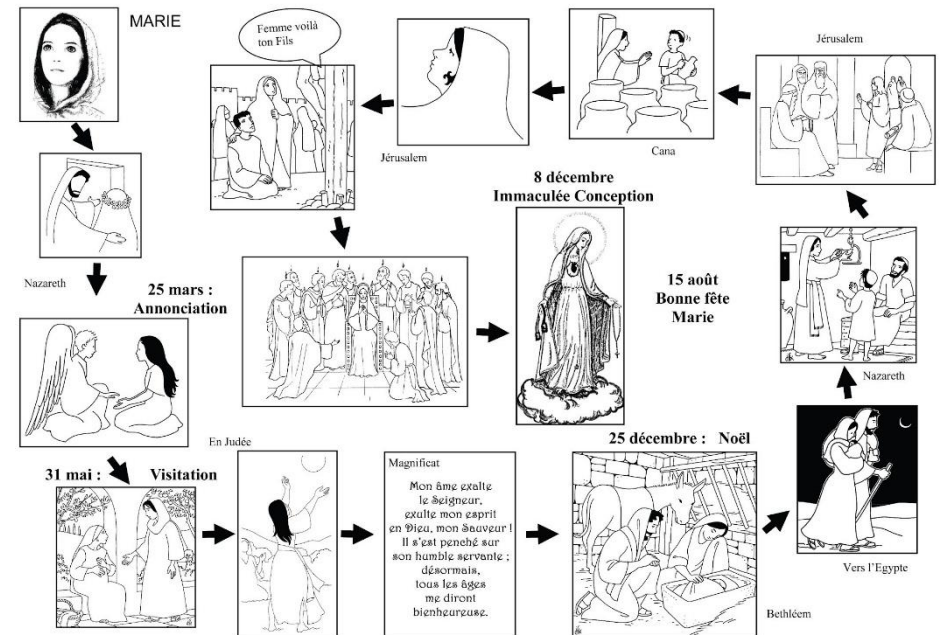 MARIE
Nazareth
25 mars :
Annonciation
31 mai :
Visitation
En Judée
Magnificat
Mon âme exalte
le Seigneur,
exulte mon esprit
en Dieu, mon Sauveur !
Il s'est penché sur
son humble servante ;
désormais,
tous les âges
me diront
bienheureuse.
25 décembre : Noël
Bethléem
Vers l'Egypte
Nazareth
Jérusalem
Cana
Jérusalem
Femme voilà
ton Fils
8 décembre
Immaculée Conception
15 août
Bonne fête
Marie